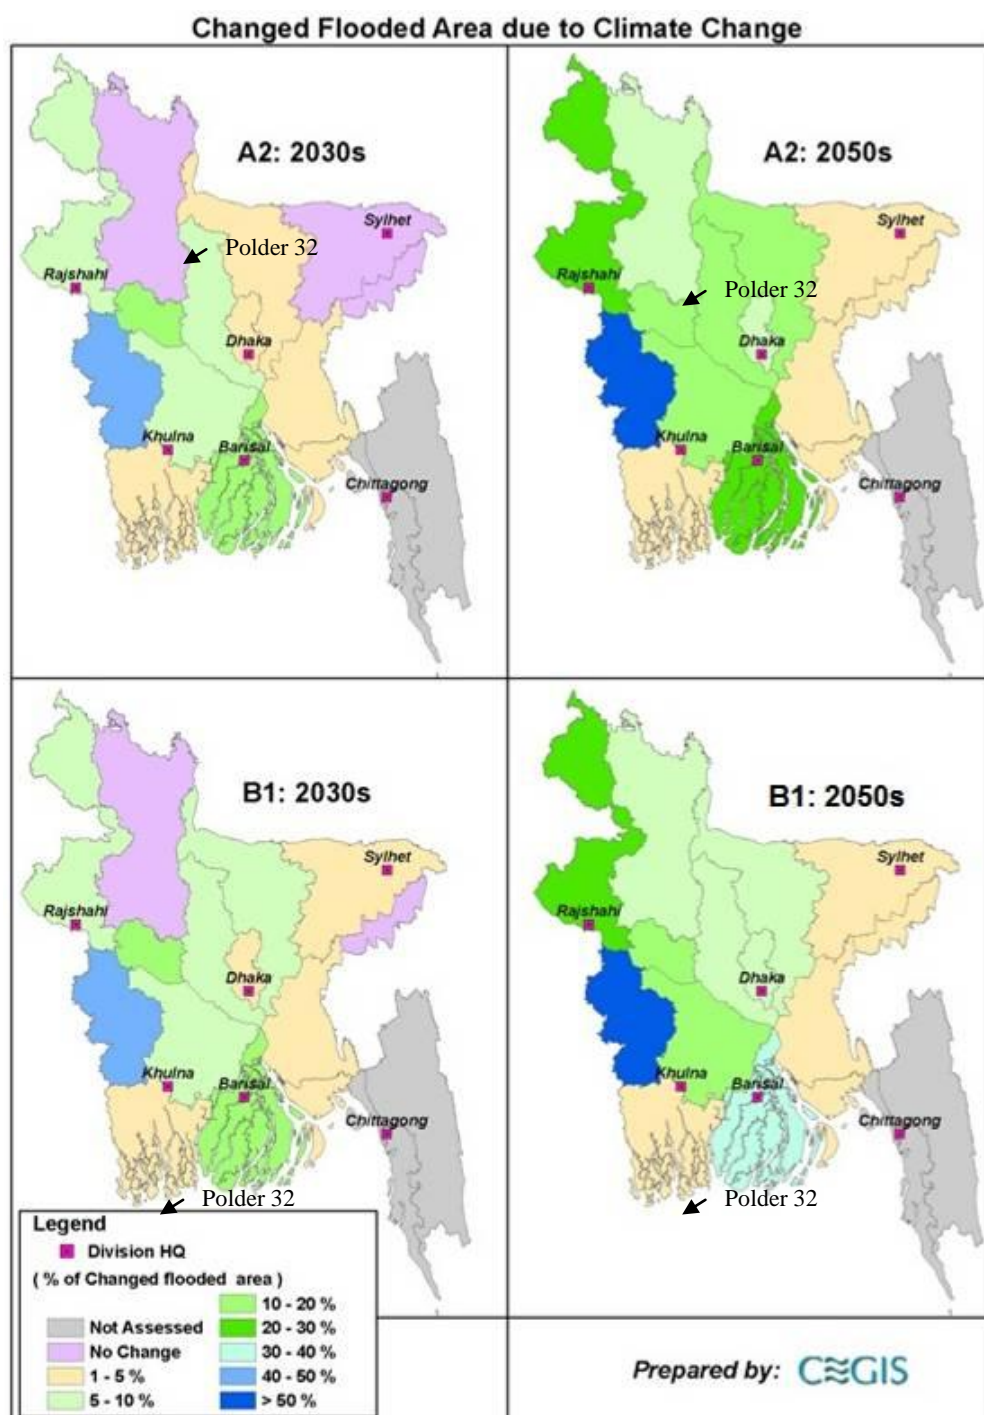 Changed Flooded Area due to Climate Change
A2: 2030s
Sylhet
Polder 32
Rajshahi
Dhaka
Khulna
Barisal
Chittagong
A2: 2050s
Sylhet
Rajshahi
Polder 32
Dhaka
Khulna
Barisal
Chittagong
B1: 2030s
Sylhet
Rajshahi
Dhaka
Khulna
Barisal
Chittagong
Polder 32
B1: 2050s
Sylhet
Rajshahi
Dhaka
Khulna
Barisal
Chittagong
Polder 32
Legend
Division HQ
( % of Changed flooded area )
Not Assessed
No Change
1 - 5 %
5 - 10 %
10 - 20 %
20 - 30 %
30 - 40 %
40 - 50 %
> 50 %
Prepared by: CEGIS